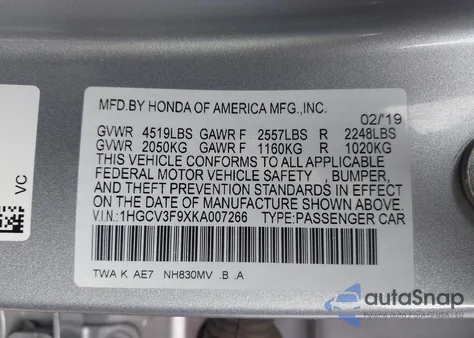 MFD.BY HONDA OF AMERICA MFG.,INC.
02/'19
GVWR 4519LBS GAWR F 2557LBS R 2248LBS
GVWR 2050KG GAWR F 1160KG R 1020KG
THIS VEHICLE CONFORMS TO ALL APPLICABLE
FEDERAL MOTOR VEHICLE SAFETY , BUMPER,
AND THEFT PREVENTION STANDARDS IN EFFECT
ON THE DATE OF MANUFACTURE SHOWN ABOVE.
V.I.N.: 1HGCV3F9XKA007266 TYPE:PASSENGER CAR
TWA K AE7 NH830MV .B .A
VC
autoSnap